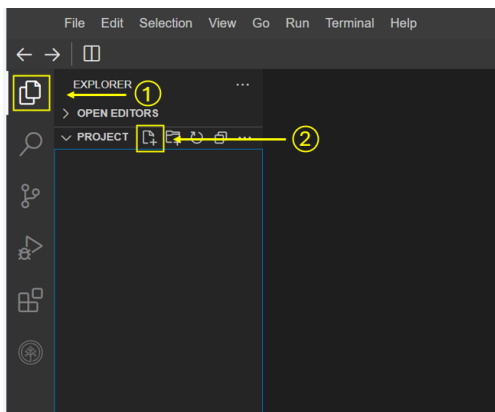 File Edit Selection View Go Run Terminal Help
EXPLORER
1
OPEN EDITORS
PROJECT
2